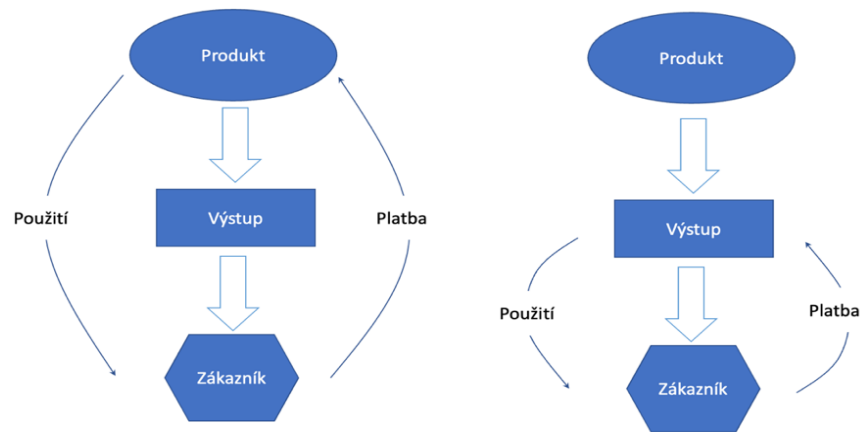 Produkt
Výstup
Použití
Platba
Zákazník
Produkt
Výstup
Použití
Platba
Zákazník